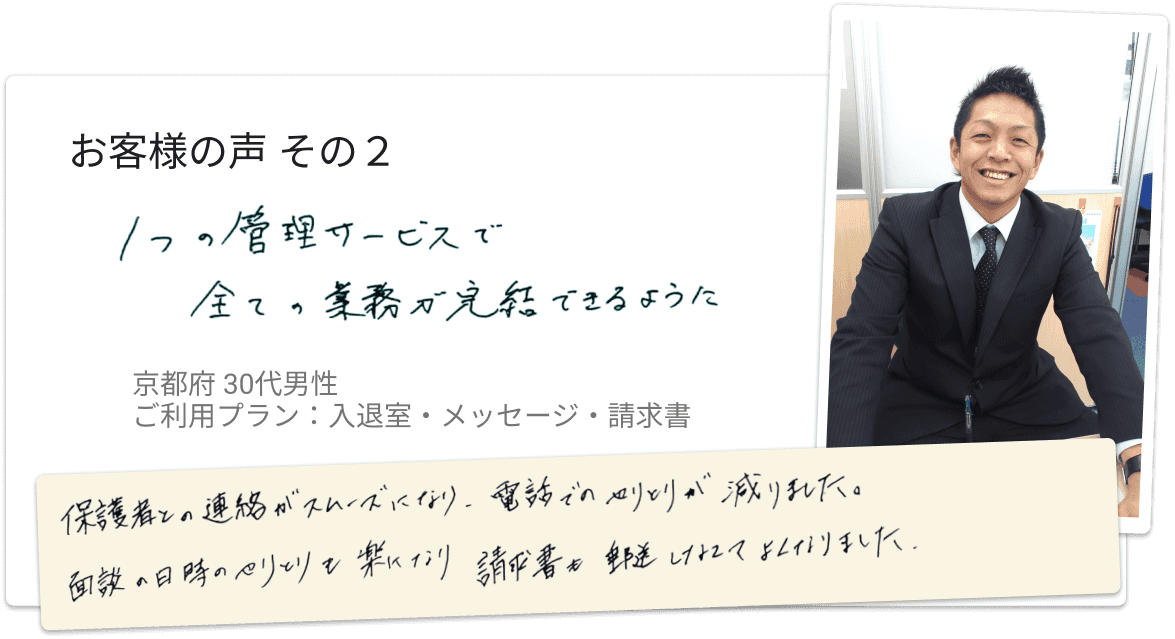 お客様の声 その２
1つの管理サービスで
全ての業務が完結できるように
京都府 30代男性
ご利用プラン：入退室・メッセージ・請求書
保護者との連絡がスムーズになり、電話でのやりとりが減りました。
面談の日時のやりとりも楽になり 請求書も郵送しなくてよくなりました。